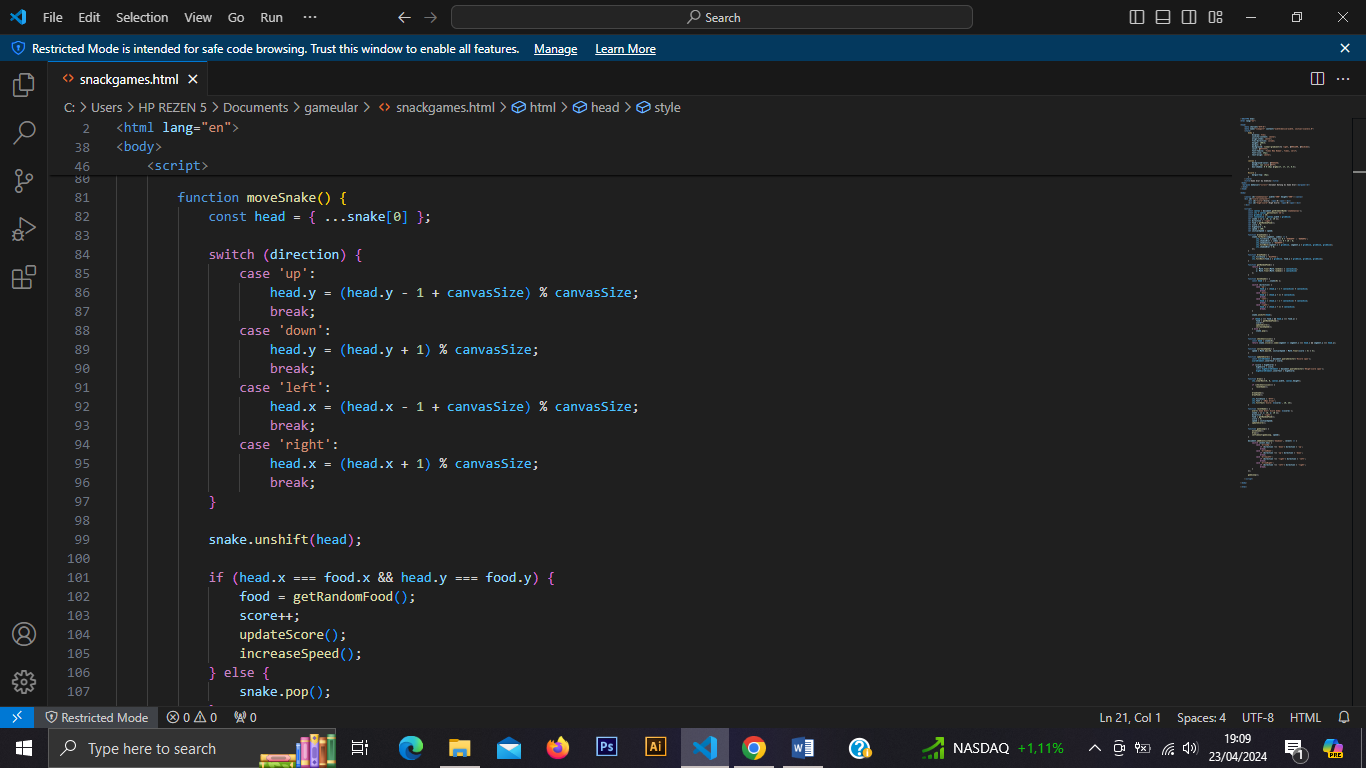 File Edit Selection View Go Run ··· Search
Restricted Mode is intended for safe code browsing. Trust this window to enable all features. Manage Learn More
snackgames.html
C: > Users > HP REZEN 5 > Documents > gameular > snackgames.html > html > head > style
2 <html lang="en">
38 <body>
46 <script>
80
81 function moveSnake() {
82 const head = { ...snake[0] };
83
84 switch (direction) {
85 case 'up':
86 head.y = (head.y - 1 + canvasSize) % canvasSize;
87 break;
88 case 'down':
89 head.y = (head.y + 1) % canvasSize;
90 break;
91 case 'left':
92 head.x = (head.x - 1 + canvasSize) % canvasSize;
93 break;
94 case 'right':
95 head.x = (head.x + 1) % canvasSize;
96 break;
97 }
98
99 snake.unshift(head);
100
101 if (head.x === food.x && head.y === food.y) {
102 food = getRandomFood();
103 score++;
104 updateScore();
105 increaseSpeed();
106 } else {
107 snake.pop();
Restricted Mode 0 0 0 Ln 21, Col 1 Spaces: 4 UTF-8 HTML
Type here to search Ps Ai NASDAQ +1,11% 19:09
23/04/2024 1 PRE